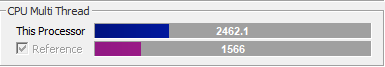 CPU Multi Thread
This Processor 2462.1
Reference 1566